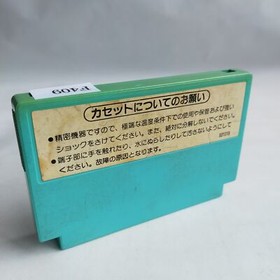 F409
カセットについてのお願い
●精密機器ですので、極端な温度条件下での使用や保管および強い
ショックをさけてください。また、絶対に分解しないでください。
●端子部に手を触れたり、水にぬらしたりして汚さないようにして
ください。故障の原因となります。